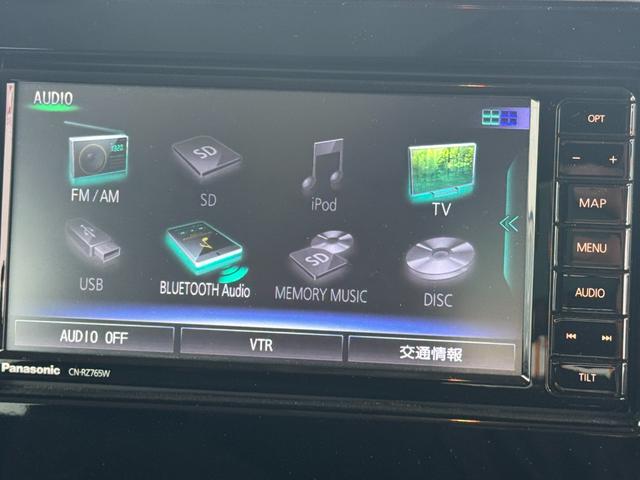 AUDIO
FM/AM
SD
SD
iPod
TV
USB
BLUETOOTH Audio
SD
MEMORY MUSIC
DISC
AUDIO OFF
VTR
交通情報
Panasonic
CN-RZ765W
OPT
− +
MAP
MENU
AUDIO
TILT